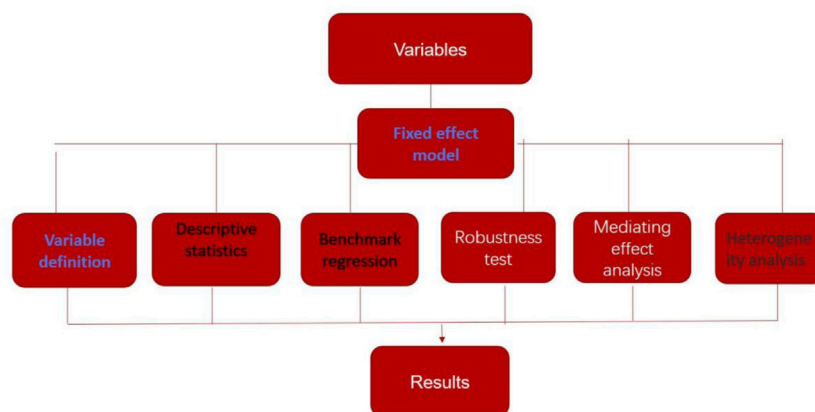 Variables
Fixed effect
model
Variable
definition
Descriptive
statistics
Benchmark
regression
Robustness
test
Mediating
effect
analysis
Heterogene
ity analysis
Results